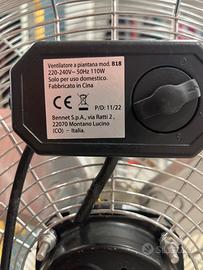 Ventilatore a piantana mod. B18
220-240V~ 50Hz 110W
Solo per uso domestico.
Fabbricato in Cina
CE
P/D: 11/22
Bennet S.p.A., via Ratti 2,
22070 Montano Lucino
(CO) - Italia.
subito